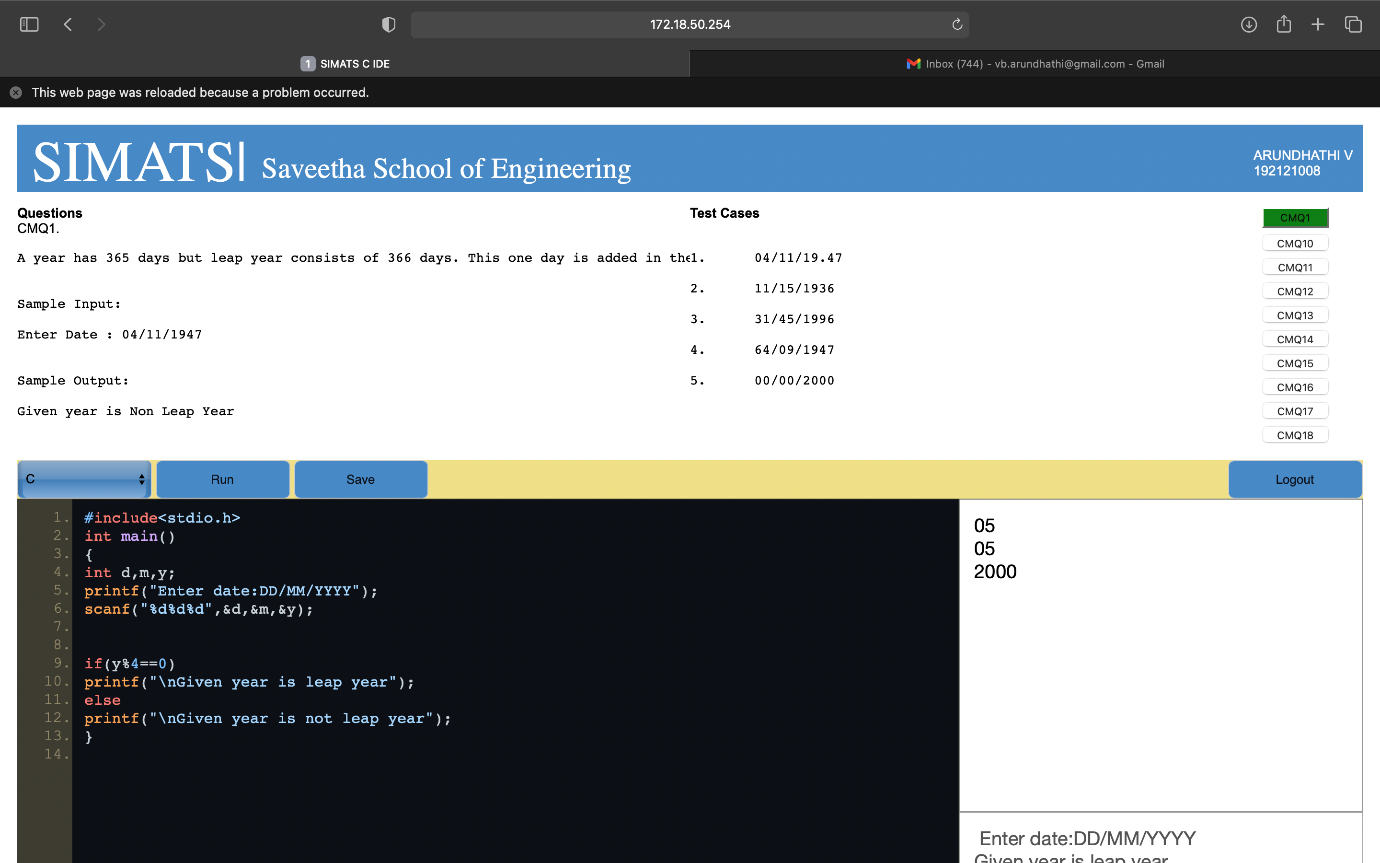 172.18.50.254
1 SIMATS C IDE
Inbox (744) - vb.arundhathi@gmail.com - Gmail
This web page was reloaded because a problem occurred.
SIMATS| Saveetha School of Engineering
ARUNDHATHI V
192121008
Questions
CMQ1.
A year has 365 days but leap year consists of 366 days. This one day is added in the
Sample Input:
Enter Date : 04/11/1947
Sample Output:
Given year is Non Leap Year
Test Cases
1. 04/11/19.47
2. 11/15/1936
3. 31/45/1996
4. 64/09/1947
5. 00/00/2000
CMQ1
CMQ10
CMQ11
CMQ12
CMQ13
CMQ14
CMQ15
CMQ16
CMQ17
CMQ18
C Run Save Logout
1. #include<stdio.h>
2. int main()
3. {
4. int d,m,y;
5. printf("Enter date:DD/MM/YYYY");
6. scanf("%d%d%d",&d,&m,&y);
7.
8.
9. if(y%4==0)
10. printf("\nGiven year is leap year");
11. else
12. printf("\nGiven year is not leap year");
13. }
14.
05
05
2000
Enter date:DD/MM/YYYY
Given year is leap year